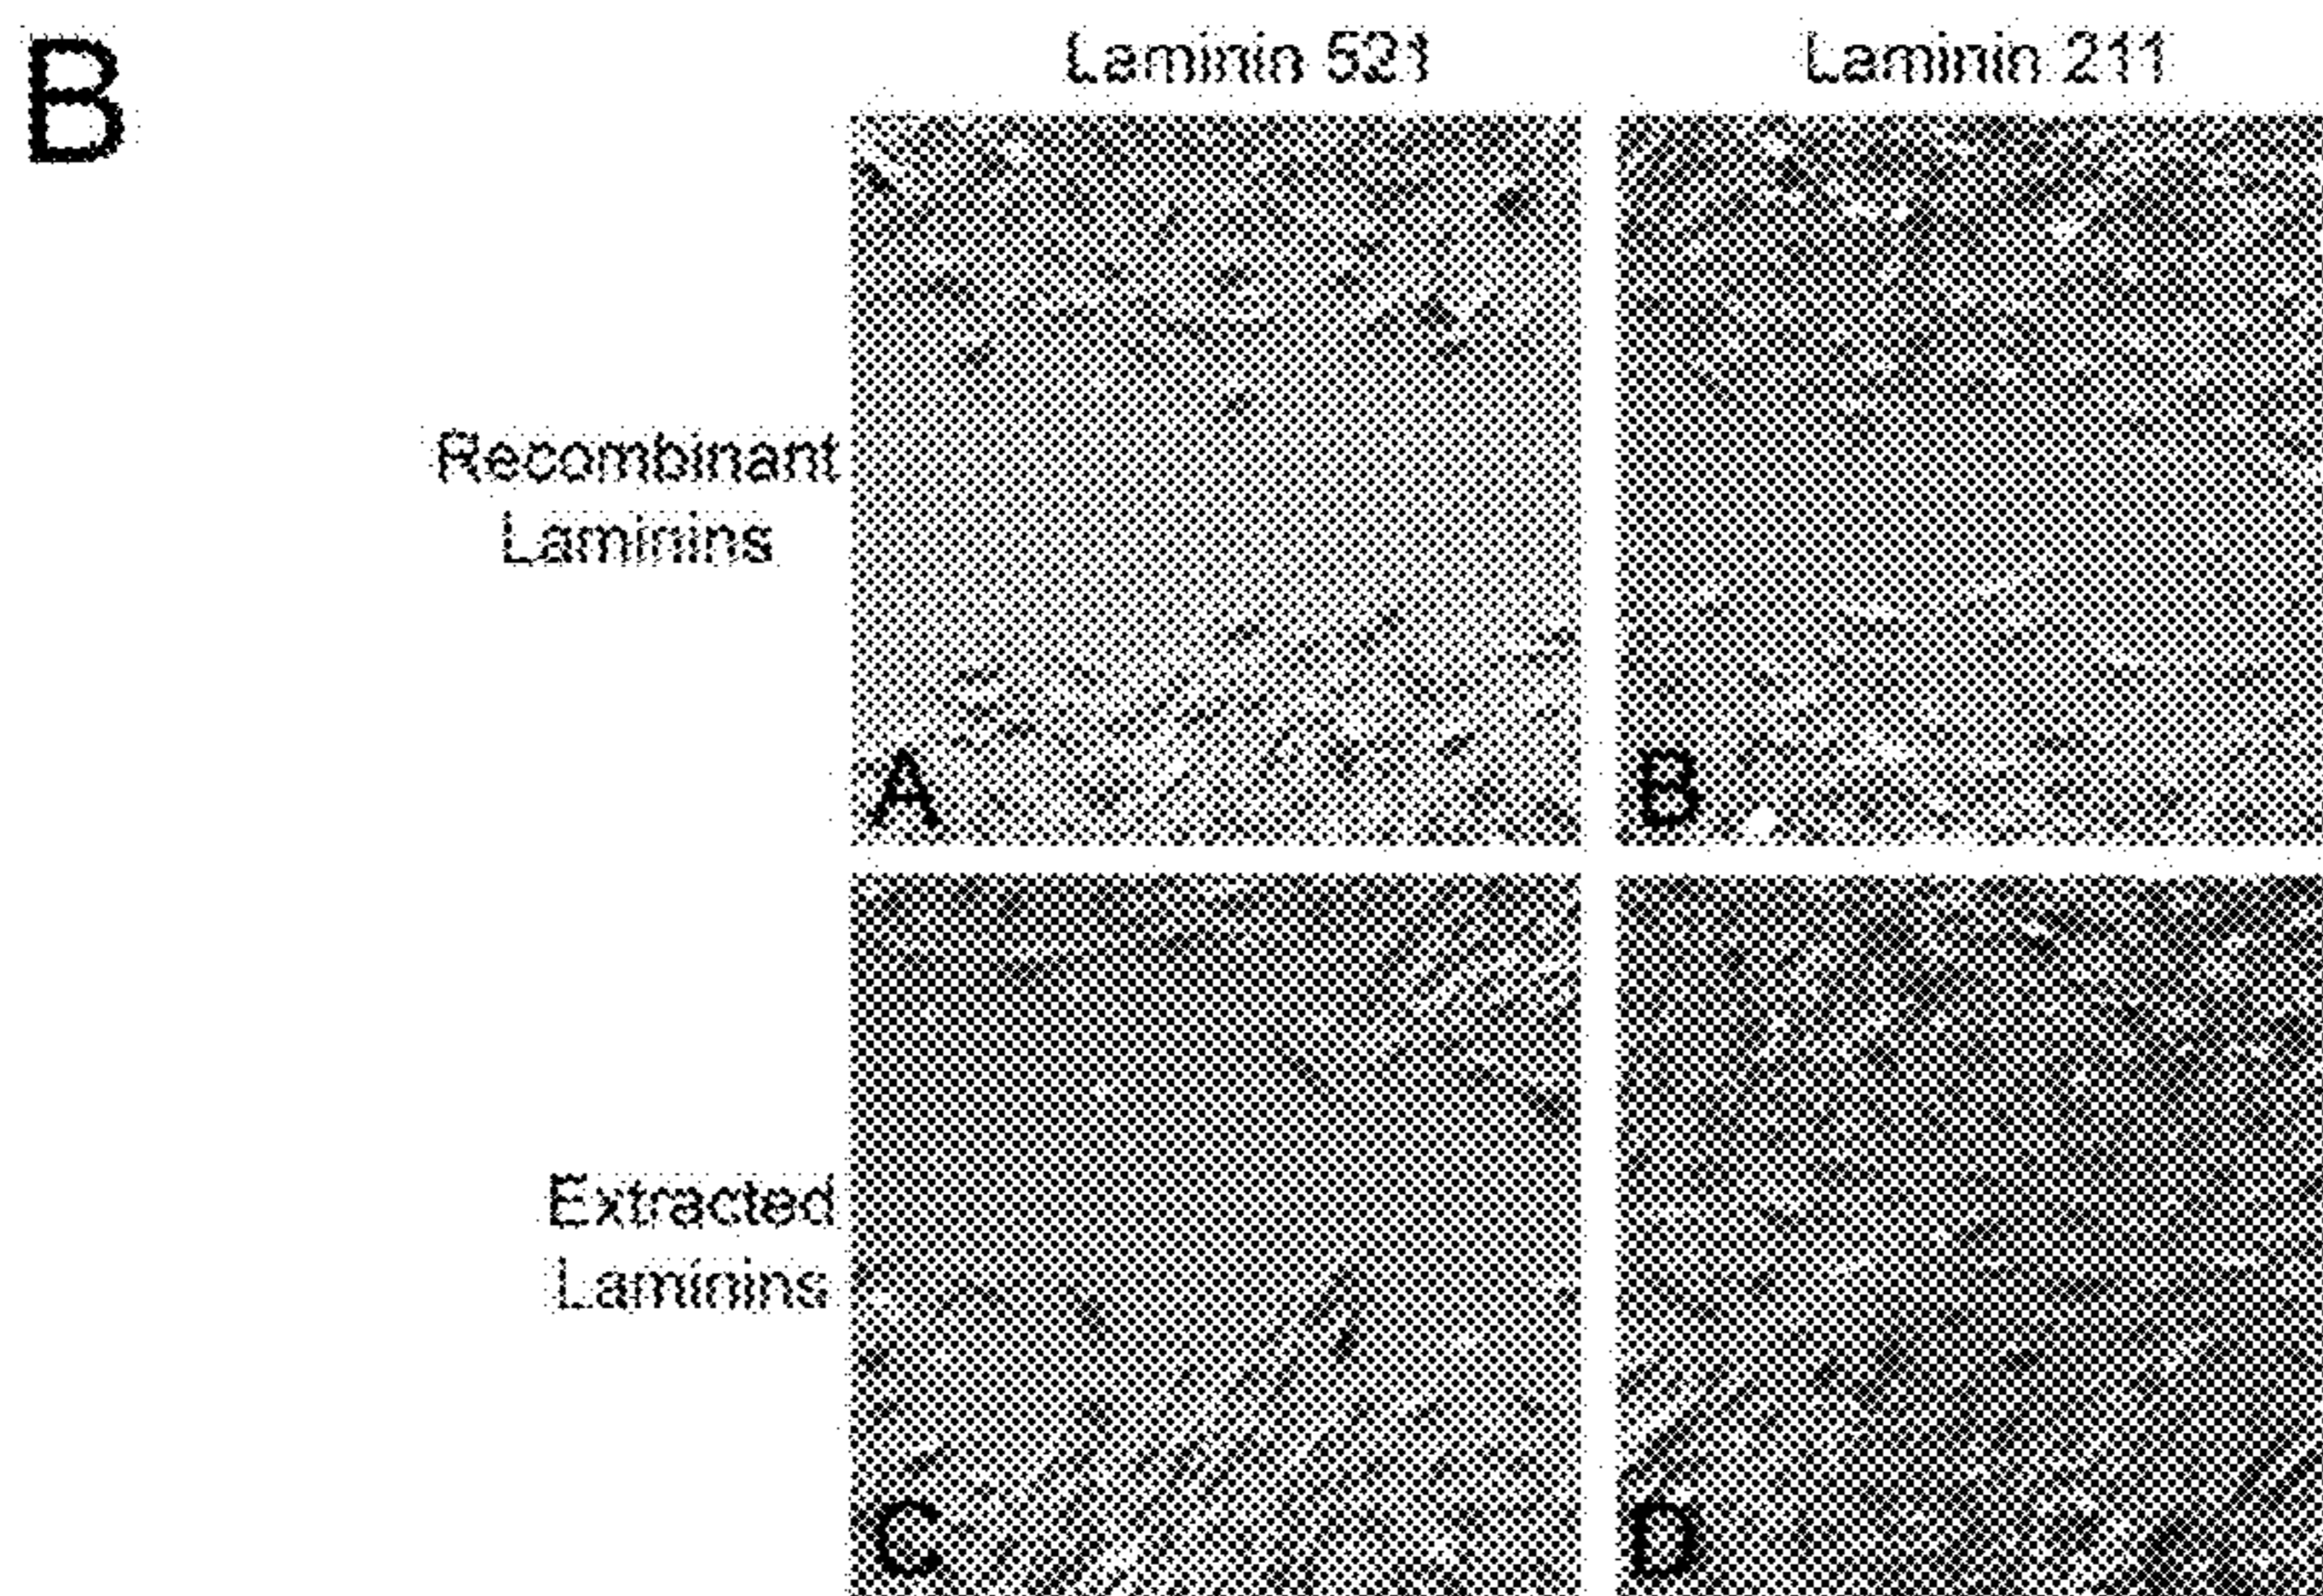 B
Laminin 521
Laminin 211
Recombinant
Laminins
A
B
Extracted
Laminins
C
D